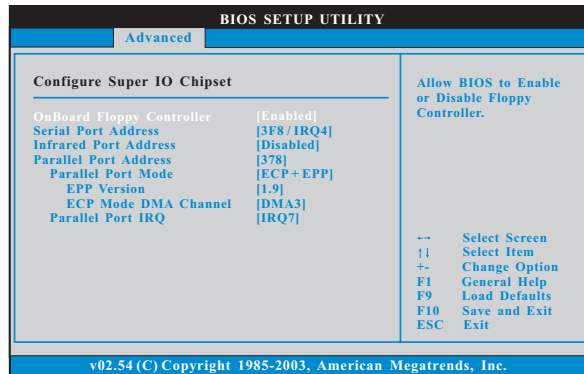 BIOS SETUP UTILITY
Advanced
Configure Super IO Chipset
OnBoard Floppy Controller [Enabled]
Serial Port Address [3F8 / IRQ4]
Infrared Port Address [Disabled]
Parallel Port Address [378]
Parallel Port Mode [ECP + EPP]
EPP Version [1.9]
ECP Mode DMA Channel [DMA3]
Parallel Port IRQ [IRQ7]
Allow BIOS to Enable
or Disable Floppy
Controller.
←→ Select Screen
↑↓ Select Item
+- Change Option
F1 General Help
F9 Load Defaults
F10 Save and Exit
ESC Exit
v02.54 (C) Copyright 1985-2003, American Megatrends, Inc.